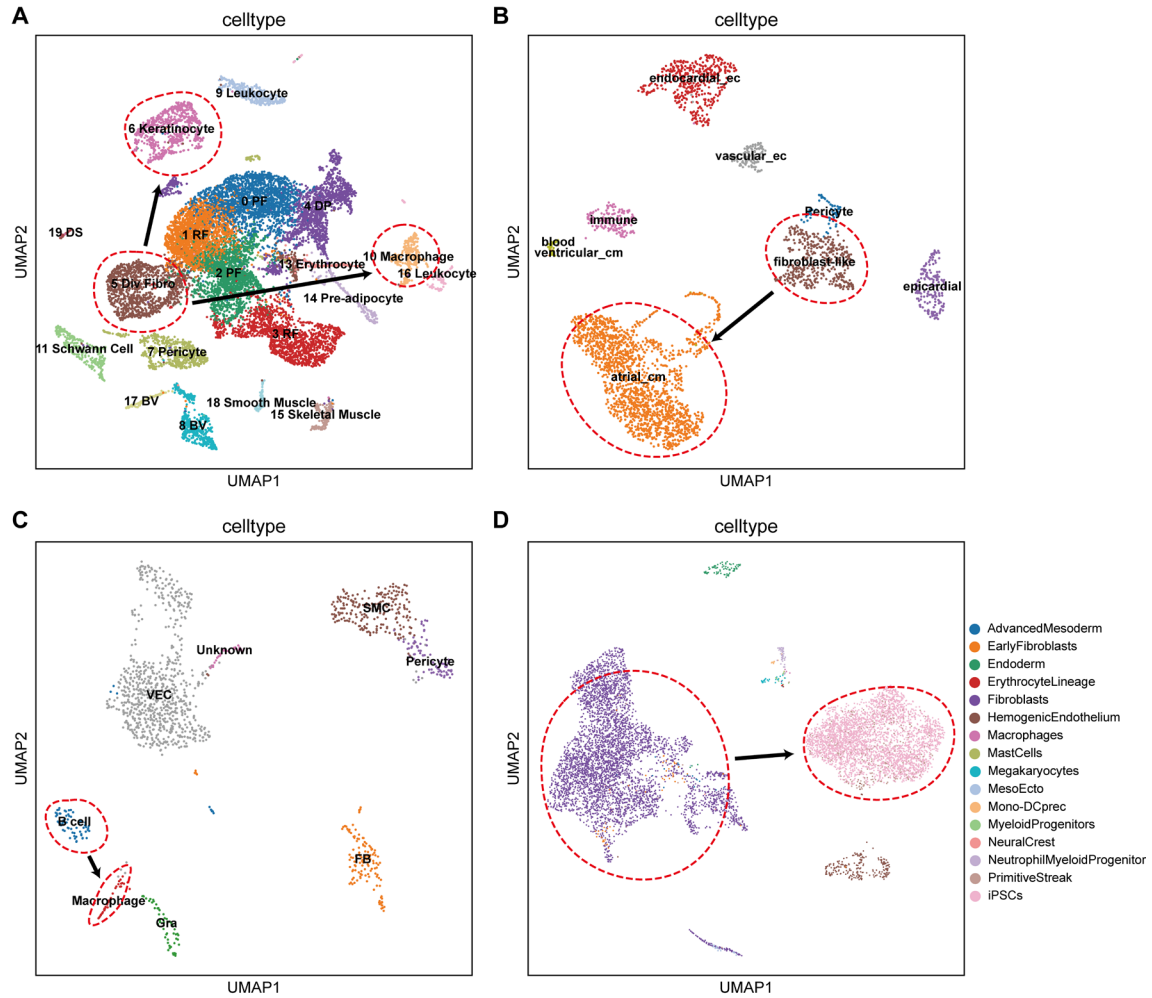 A
celltype
9 Leukocyte
6 Keratinocyte
0 PF
4 DP
1 RF
19 DS
10 Macrophage
13 Erythrocyte
2 PF
16 Leukocyte
5 Div Fibro
14 Pre-adipocyte
3 RF
11 Schwann Cell
7 Pericyte
17 BV
18 Smooth Muscle
15 Skeletal Muscle
8 BV
UMAP2
UMAP1
B
celltype
endocardial_ec
vascular_ec
Pericyte
immune
blood
ventricular_cm
fibroblast-like
epicardial
atrial_cm
UMAP2
UMAP1
C
celltype
SMC
Unknown
Pericyte
VEC
B cell
FB
Macrophage
Gra
UMAP2
UMAP1
D
celltype
UMAP2
UMAP1
AdvancedMesoderm
EarlyFibroblasts
Endoderm
ErythrocyteLineage
Fibroblasts
HemogenicEndothelium
Macrophages
MastCells
Megakaryocytes
MesoEcto
Mono-DCprec
MyeloidProgenitors
NeuralCrest
NeutrophilMyeloidProgenitor
PrimitiveStreak
iPSCs